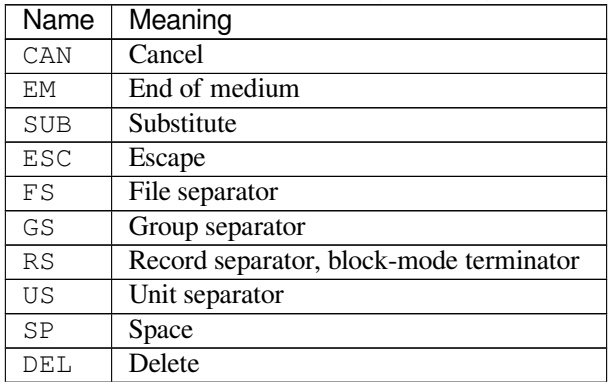 Name Meaning
CAN Cancel
EM End of medium
SUB Substitute
ESC Escape
FS File separator
GS Group separator
RS Record separator, block-mode terminator
US Unit separator
SP Space
DEL Delete